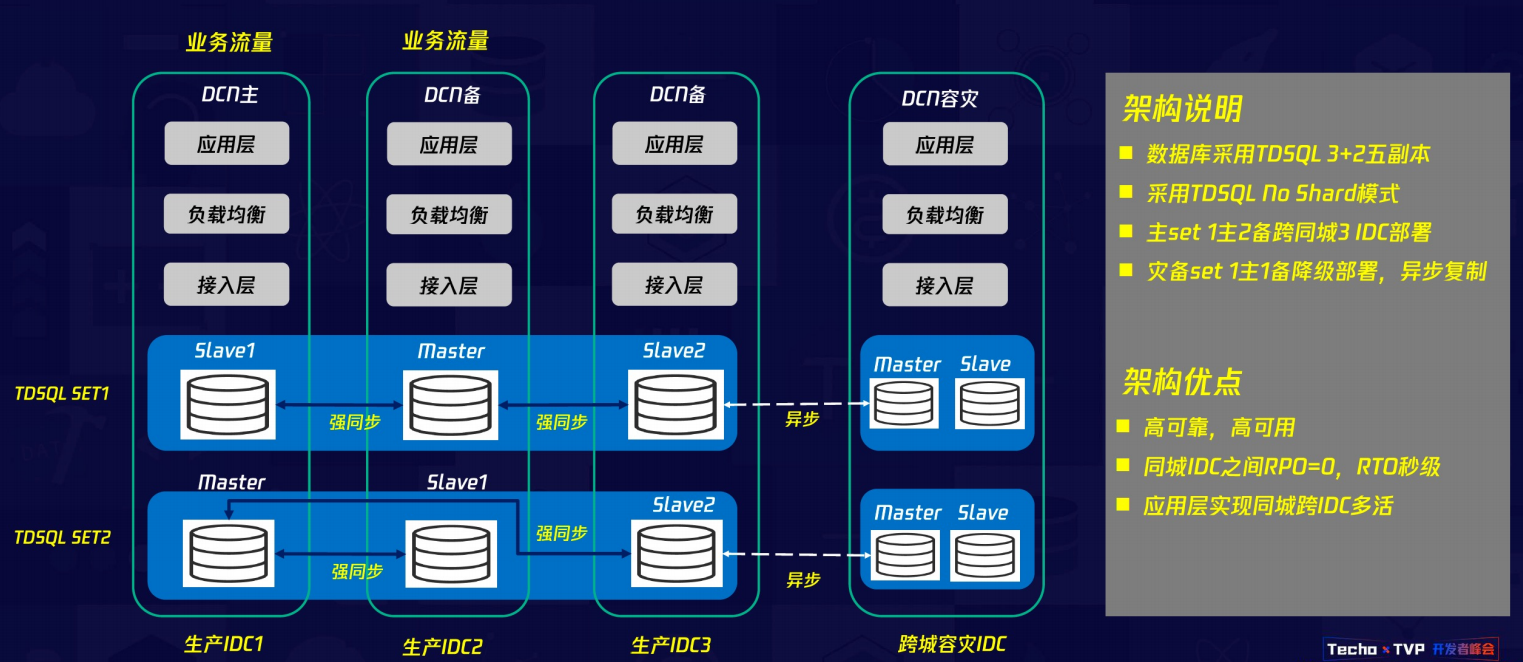 业务流量
业务流量
DCN主
DCN备
DCN备
DCN容灾
应用层
应用层
应用层
应用层
负载均衡
负载均衡
负载均衡
负载均衡
接入层
接入层
接入层
接入层
TDSQL SET1
Slave1
Master
Slave2
Master
Slave
强同步
强同步
异步
TDSQL SET2
Master
Slave1
Slave2
Master
Slave
强同步
强同步
异步
生产IDC1
生产IDC2
生产IDC3
跨城容灾IDC
架构说明
数据库采用TDSQL 3+2五副本
采用TDSQL No Shard模式
主set 1主2备跨同城3 IDC部署
灾备set 1主1备降级部署，异步复制
架构优点
高可靠，高可用
同城IDC之间RPO=0，RTO秒级
应用层实现同城跨IDC多活
Techo × TVP 开发者峰会